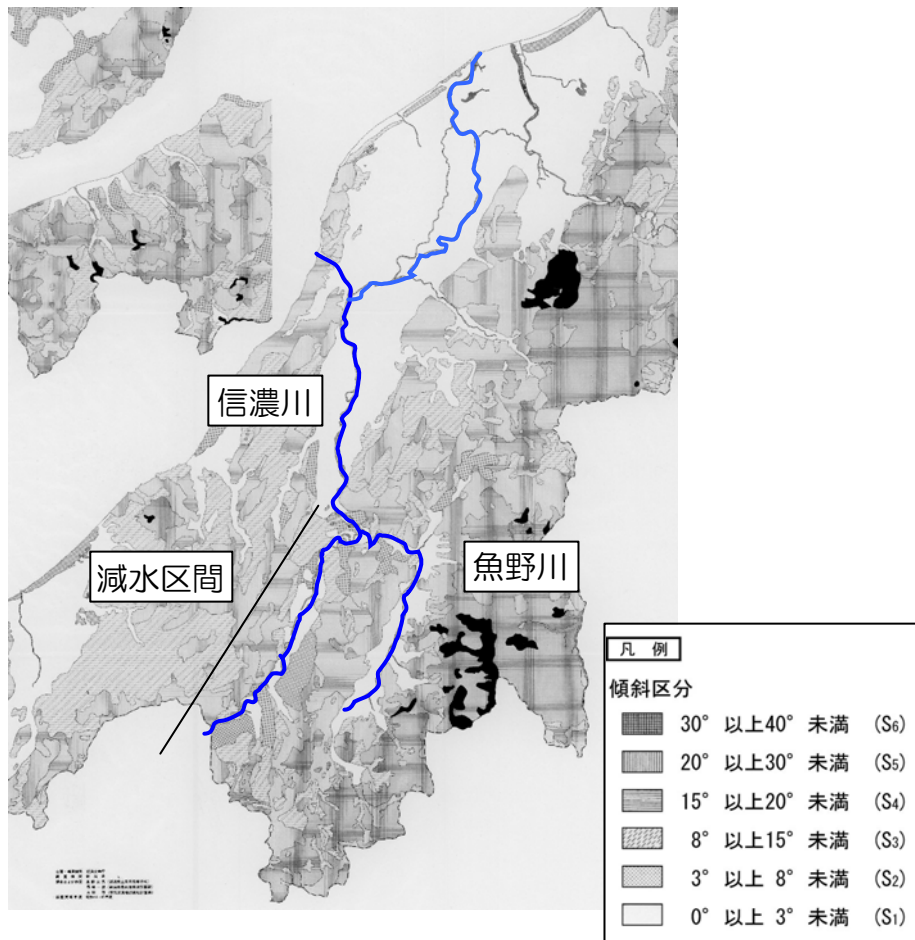 信濃川
減水区間
魚野川
凡 例
傾斜区分
30° 以上40° 未満 (S6)
20° 以上30° 未満 (S5)
15° 以上20° 未満 (S4)
8° 以上15° 未満 (S3)
3° 以上 8° 未満 (S2)
0° 以上 3° 未満 (S1)